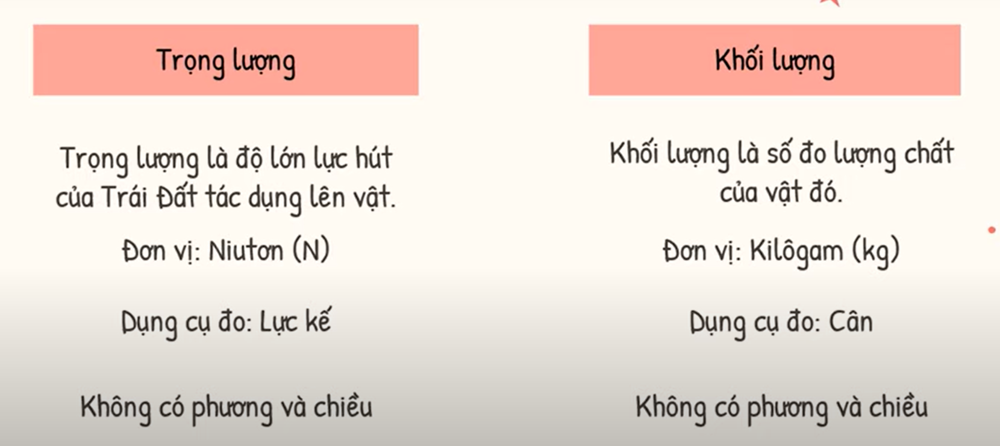 Trọng lượng
Trọng lượng là độ lớn lực hút
của Trái Đất tác dụng lên vật.
Đơn vị: Niutơn (N)
Dụng cụ đo: Lực kế
Không có phương và chiều
Khối lượng
Khối lượng là số đo lượng chất
của vật đó.
Đơn vị: Kilôgam (kg)
Dụng cụ đo: Cân
Không có phương và chiều